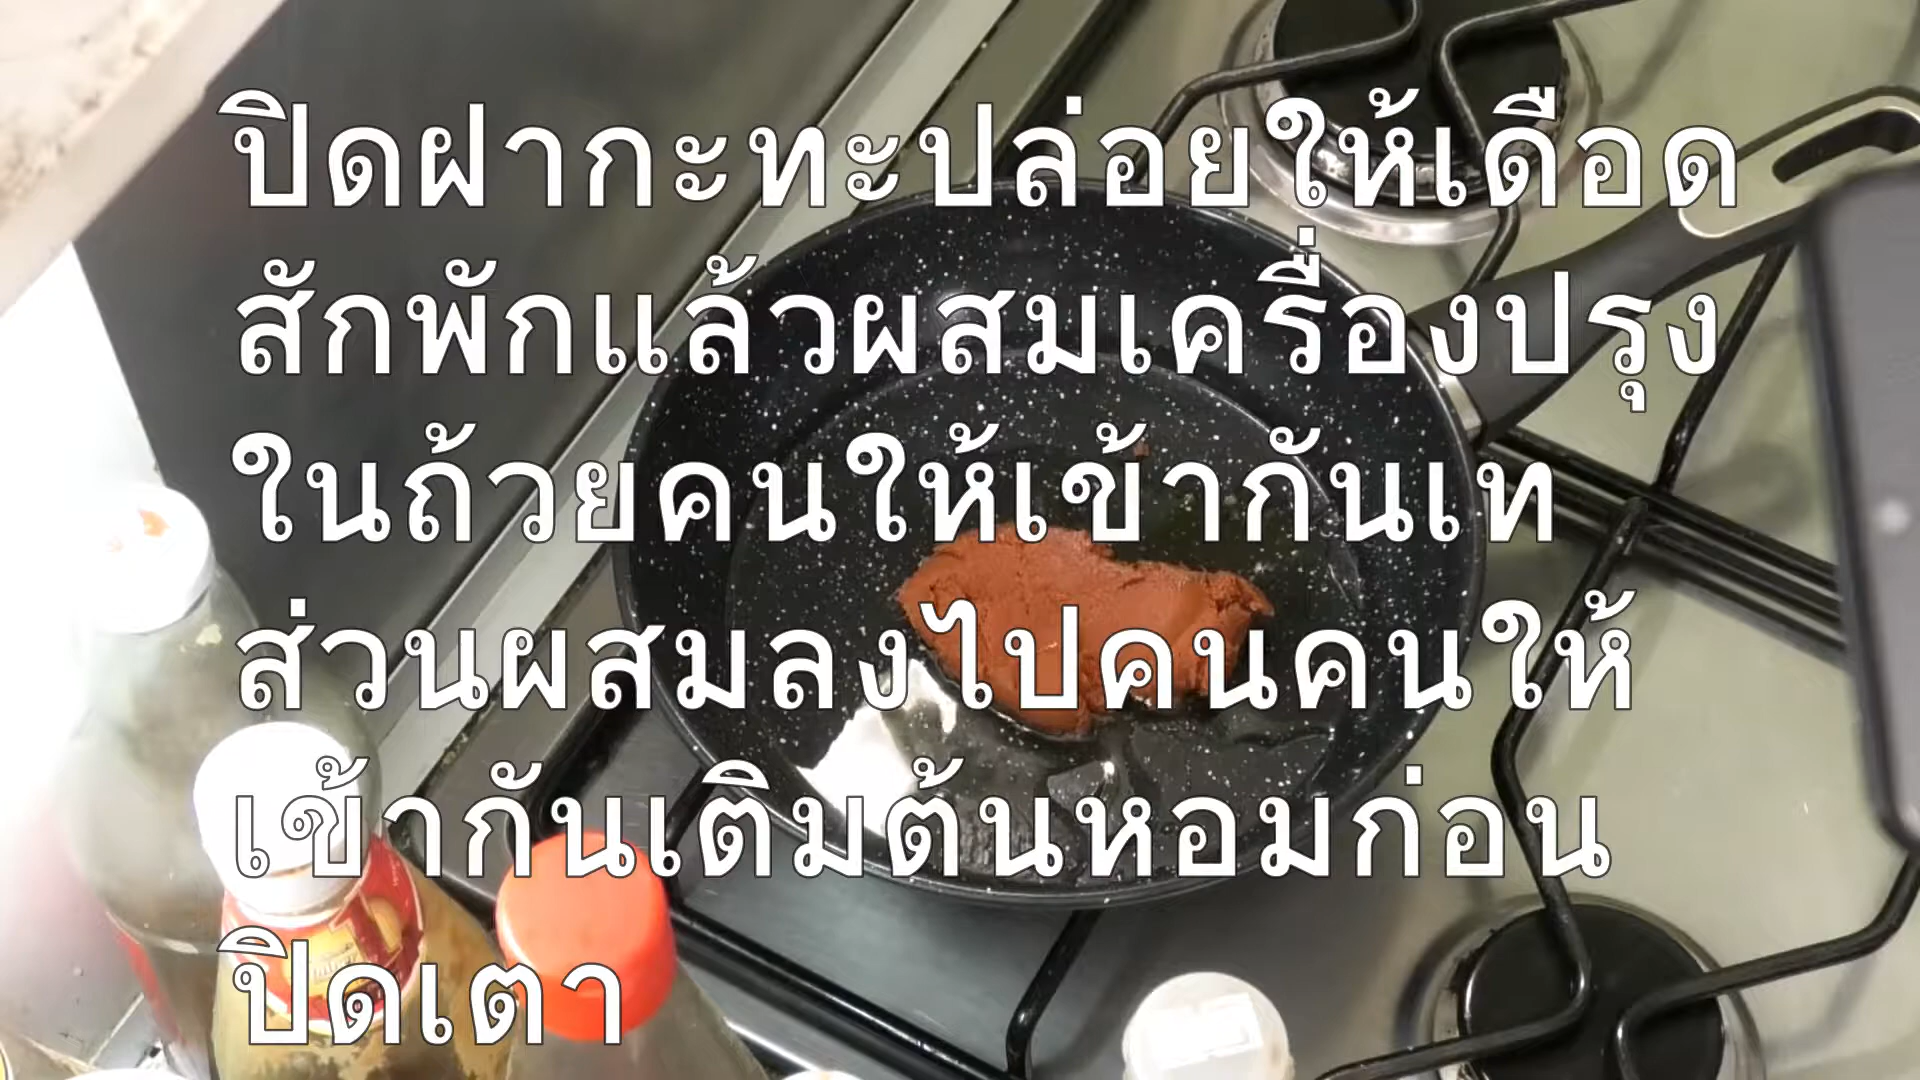 ปิดฝากะทะปล่อยให้เดือด
สักพักแล้วผสมเครื่องปรุง
ในถ้วยคนให้เข้ากันเท
ส่วนผสมลงไปคนคนให้
เข้ากันเติมต้นหอมก่อน
ปิดเตา